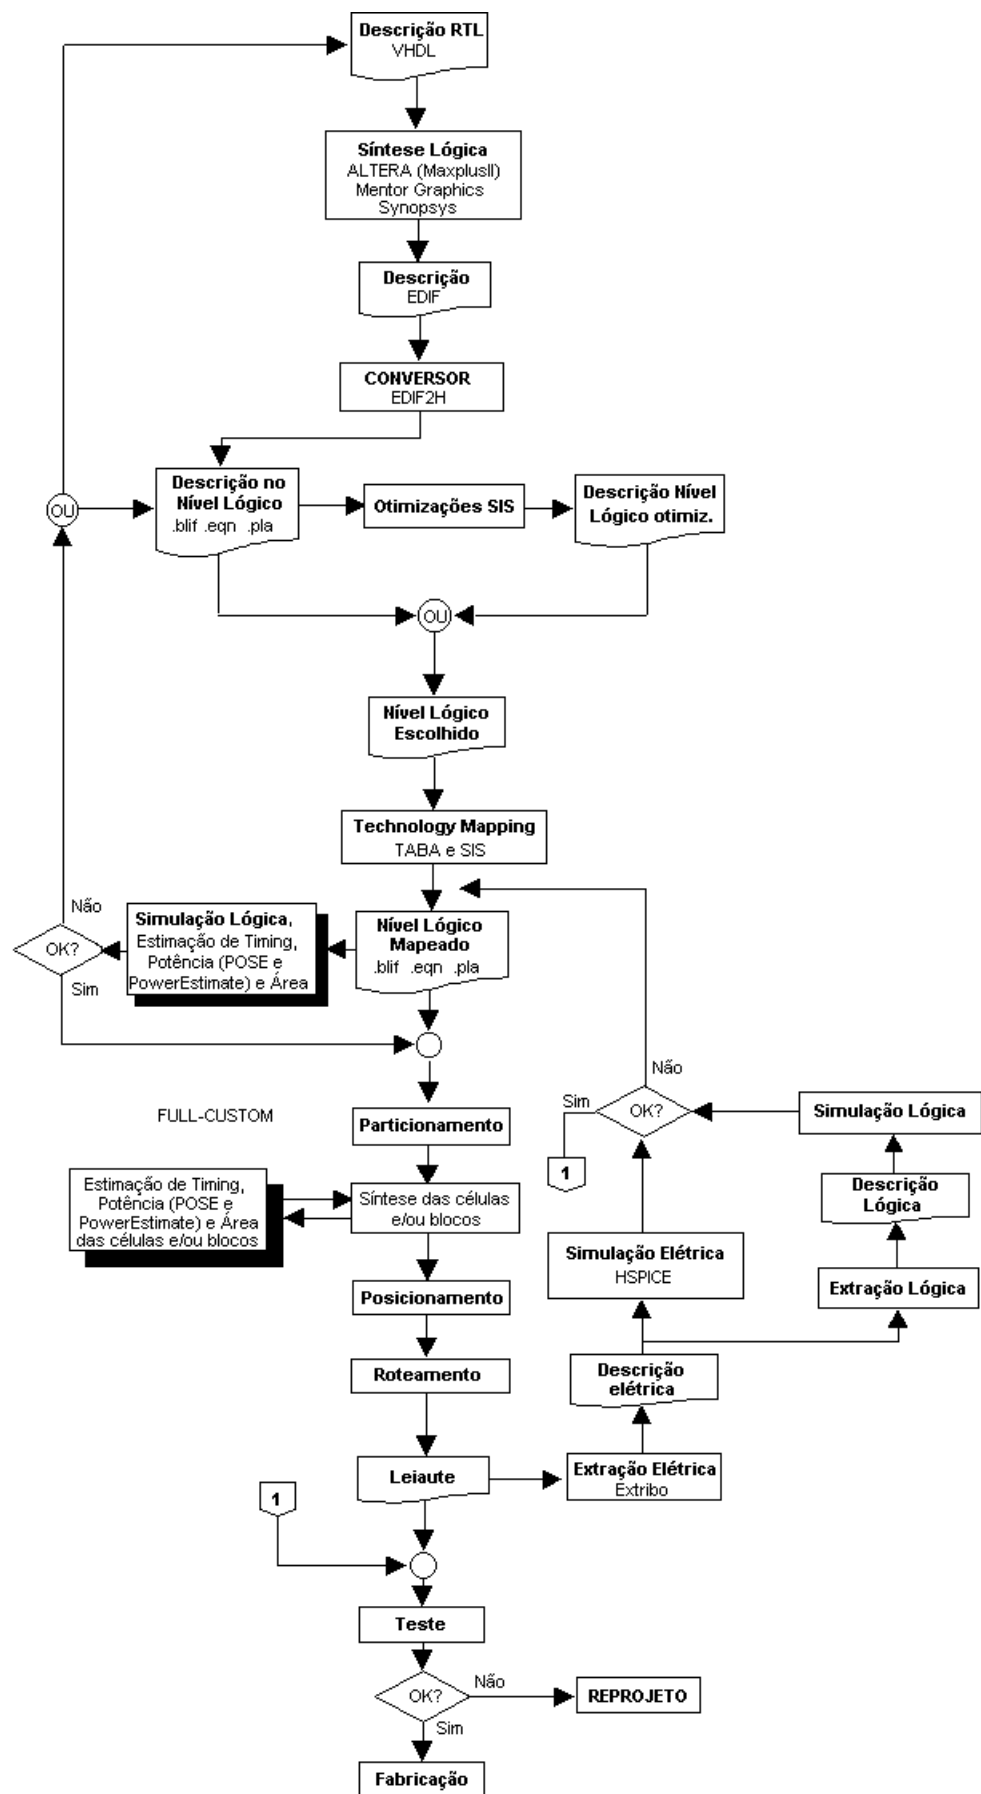 Descrição RTL
VHDL
Síntese Lógica
ALTERA (MaxplusII)
Mentor Graphics
Synopsys
Descrição
EDIF
CONVERSOR
EDIF2H
OU
Descrição no
Nível Lógico
.blif .eqn .pla
Otimizações SIS
Descrição Nível
Lógico otimiz.
OU
Nível Lógico
Escolhido
Technology Mapping
TABA e SIS
Não
OK?
Sim
Simulação Lógica,
Estimação de Timing,
Potência (POSE e
PowerEstimate) e Área
Nível Lógico
Mapeado
.blif .eqn .pla
FULL-CUSTOM
Particionamento
Estimação de Timing,
Potência (POSE e
PowerEstimate) e Área
das células e/ou blocos
Síntese das células
e/ou blocos
Posicionamento
Roteamento
Leiaute
Não
Sim
OK?
1
Simulação Lógica
Descrição
Lógica
Extração Lógica
Simulação Elétrica
HSPICE
Descrição
elétrica
Extração Elétrica
Extribo
1
Teste
OK?
Não
REPROJETO
Sim
Fabricação